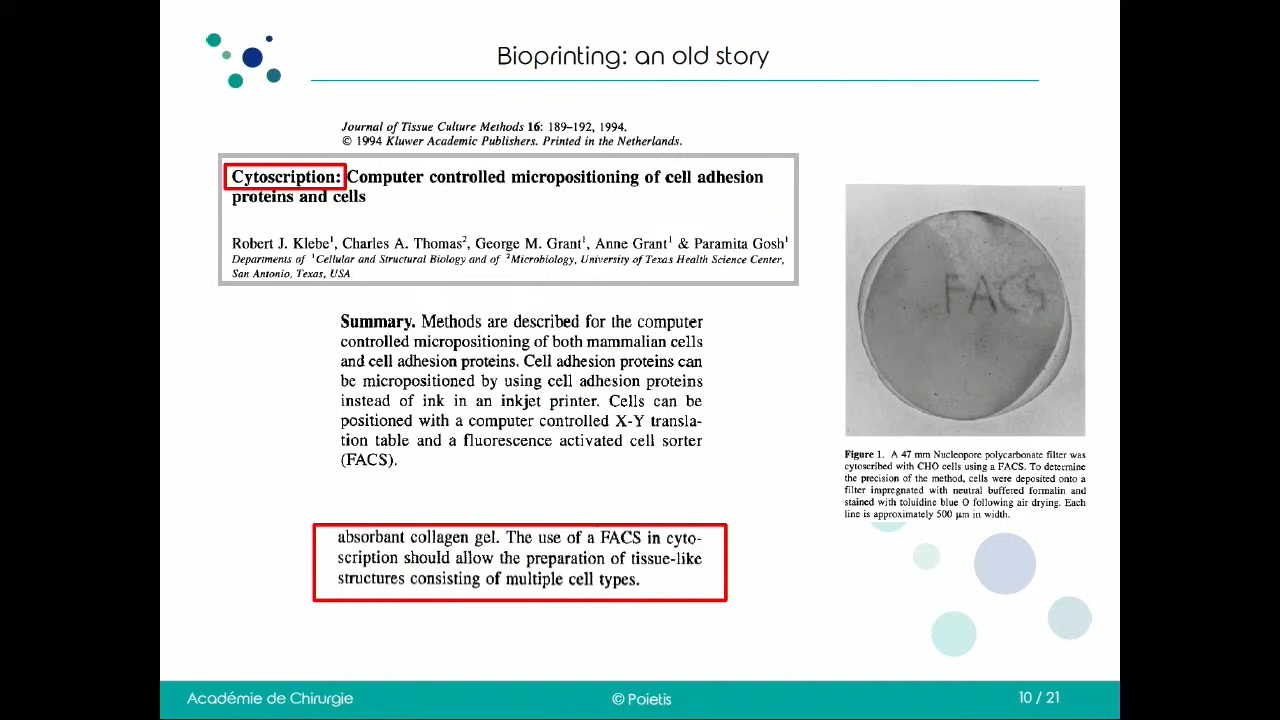 Bioprinting: an old story
Journal of Tissue Culture Methods 16: 189–192, 1994.
© 1994 Kluwer Academic Publishers. Printed in the Netherlands.
Cytoscription: Computer controlled micropositioning of cell adhesion
proteins and cells
Robert J. Klebe¹, Charles A. Thomas², George M. Grant¹, Anne Grant¹ & Paramita Gosh¹
Departments of ¹Cellular and Structural Biology and of ²Microbiology, University of Texas Health Science Center,
San Antonio, Texas, USA
Summary. Methods are described for the computer
controlled micropositioning of both mammalian cells
and cell adhesion proteins. Cell adhesion proteins can
be micropositioned by using cell adhesion proteins
instead of ink in an inkjet printer. Cells can be
positioned with a computer controlled X-Y transla-
tion table and a fluorescence activated cell sorter
(FACS).
absorbant collagen gel. The use of a FACS in cyto-
scription should allow the preparation of tissue-like
structures consisting of multiple cell types.
FACS
Figure 1. A 47 mm Nucleopore polycarbonate filter was
cytoscribed with CHO cells using a FACS. To determine
the precision of the method, cells were deposited onto a
filter impregnated with neutral buffered formalin and
stained with toluidine blue O following air drying. Each
line is approximately 500 µm in width.
Académie de Chirurgie
© Poietis
10 / 21